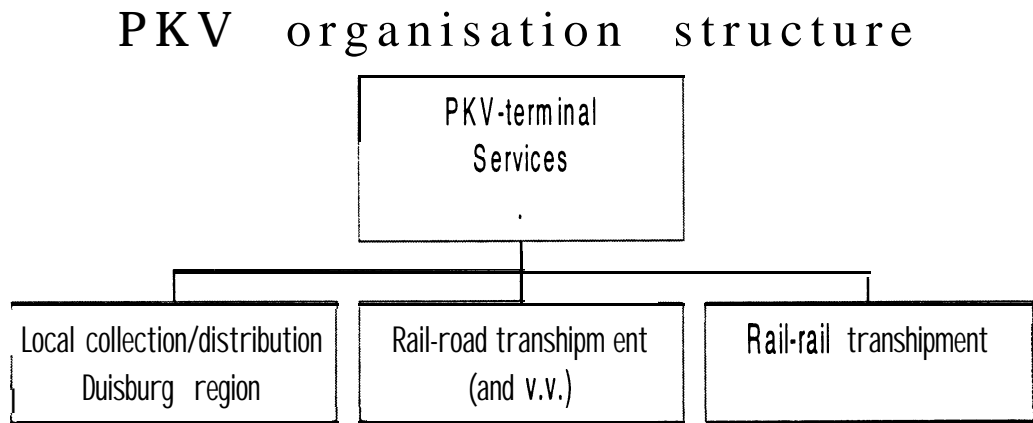 PKV organisation structure
PKV-terminal
Services
.
Local collection/distribution
Duisburg region
Rail-road transhipm ent
(and v.v.)
Rail-rail transhipment